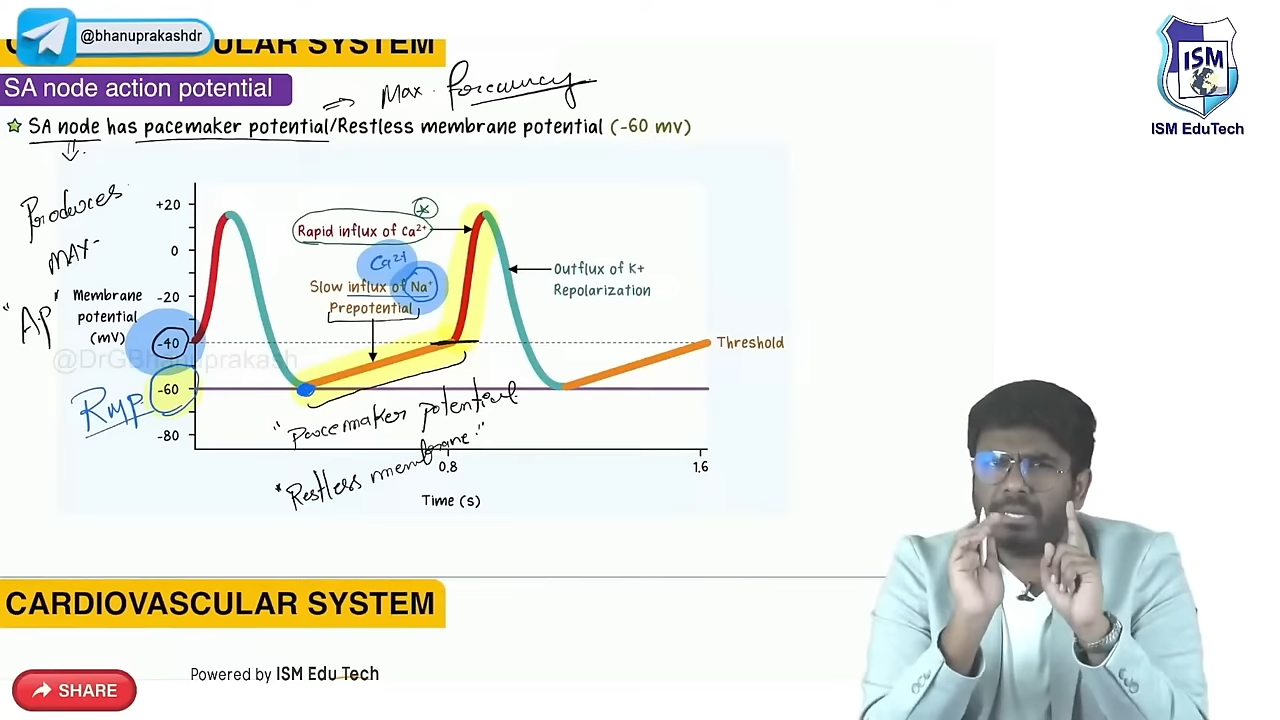 @bhanuprakashdr
ULAR SYSTEM
SA node action potential
Max. frequency
SA node has pacemaker potential/Restless membrane potential (-60 mv)
Produces
MAX-
"AP"
Membrane
potential
(mV)
+20
0
-20
-40
-60
-80
RMP
Rapid influx of Ca²⁺
Ca²⁺
Slow influx of Na⁺
Prepotential
Outflux of K+
Repolarization
Threshold
@DrGBhanuprakash
"Pacemaker potential
"Restless membrane."
0.8
1.6
Time (s)
ISM
ISM EduTech
CARDIOVASCULAR SYSTEM
Powered by ISM Edu Tech
SHARE